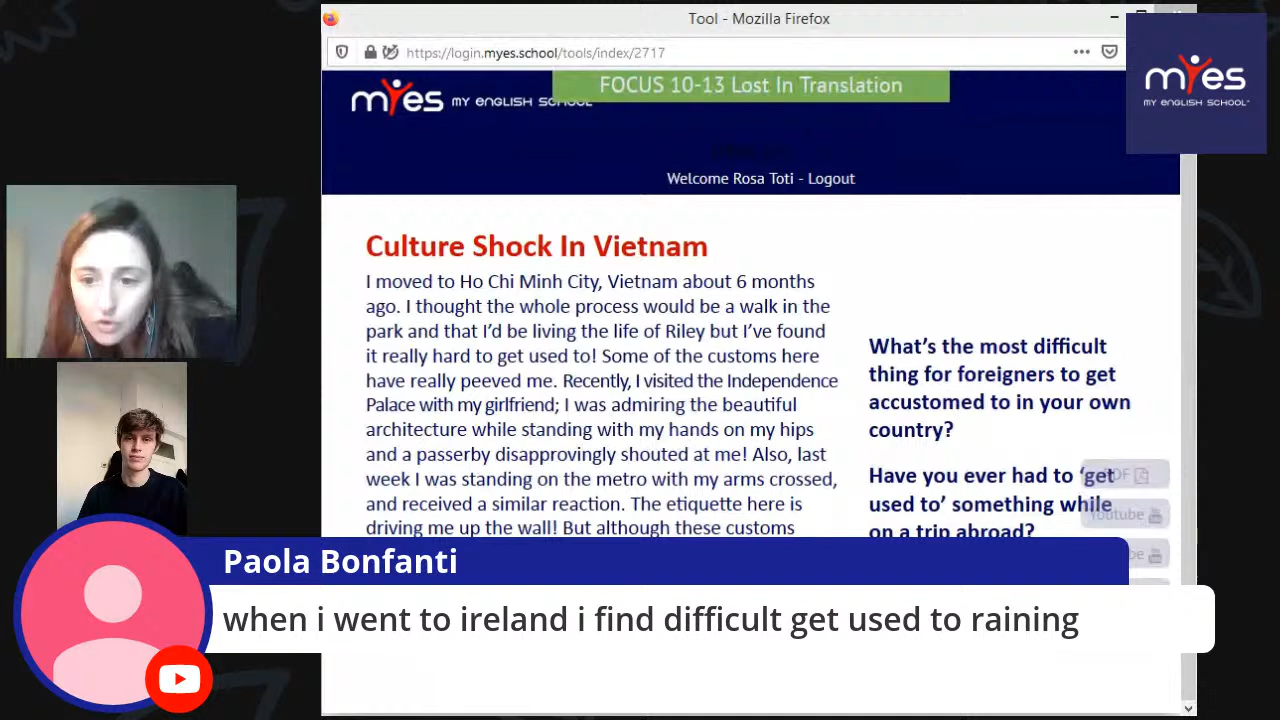 Tool - Mozilla Firefox
https://login.myes.school/tools/index/2717
FOCUS 10-13 Lost In Translation
myes MY ENGLISH SCHOOL
myes
MY ENGLISH SCHOOL
Welcome Rosa Toti - Logout
Culture Shock In Vietnam
I moved to Ho Chi Minh City, Vietnam about 6 months
ago. I thought the whole process would be a walk in the
park and that I'd be living the life of Riley but I've found
it really hard to get used to! Some of the customs here
have really peeved me. Recently, I visited the Independence
Palace with my girlfriend; I was admiring the beautiful
architecture while standing with my hands on my hips
and a passerby disapprovingly shouted at me! Also, last
week I was standing on the metro with my arms crossed,
and received a similar reaction. The etiquette here is
driving me up the wall! But although these customs
What's the most difficult
thing for foreigners to get
accustomed to in your own
country?
Have you ever had to 'get
used to' something while
on a trip abroad?
PDF
Youtube
be
Paola Bonfanti
when i went to ireland i find difficult get used to raining